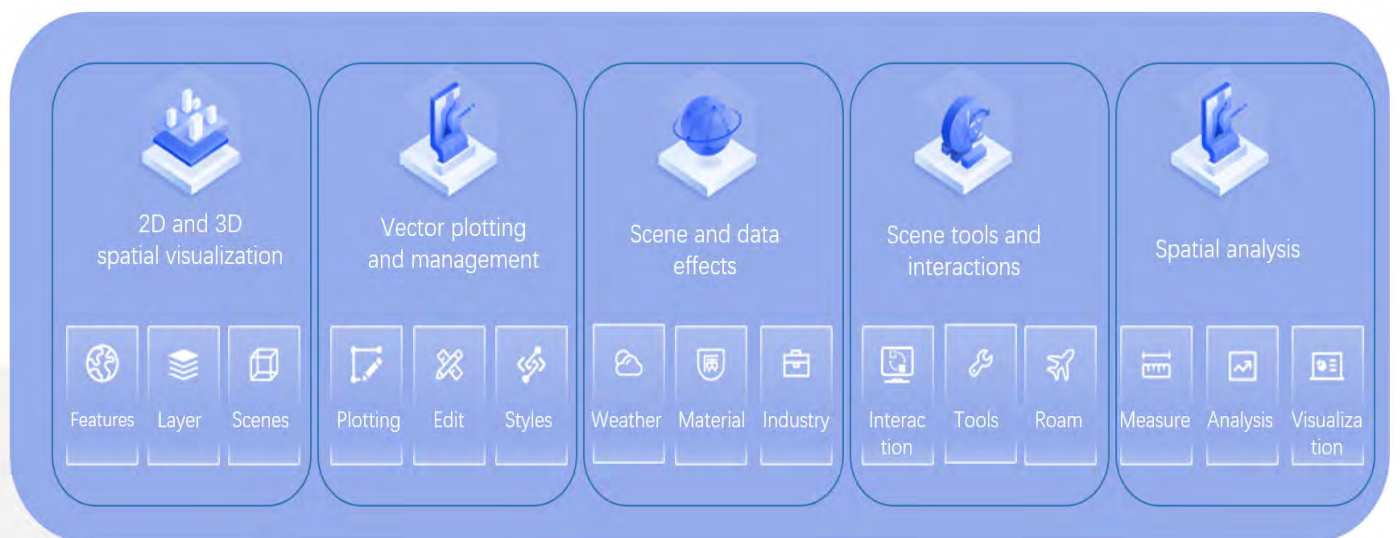 2D and 3D
spatial visualization
Features
Layer
Scenes
Vector plotting
and management
Plotting
Edit
Styles
Scene and data
effects
Weather
Material
Industry
Scene tools and
interactions
Interac
tion
Tools
Roam
Spatial analysis
Measure
Analysis
Visualiza
tion